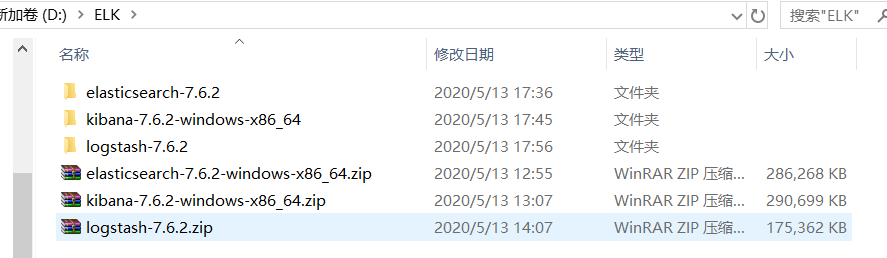 新加卷 (D:) > ELK >
搜索"ELK"
名称 修改日期 类型 大小
elasticsearch-7.6.2 2020/5/13 17:36 文件夹
kibana-7.6.2-windows-x86_64 2020/5/13 17:45 文件夹
logstash-7.6.2 2020/5/13 17:56 文件夹
elasticsearch-7.6.2-windows-x86_64.zip 2020/5/13 12:55 WinRAR ZIP 压缩... 286,268 KB
kibana-7.6.2-windows-x86_64.zip 2020/5/13 13:07 WinRAR ZIP 压缩... 290,699 KB
logstash-7.6.2.zip 2020/5/13 14:07 WinRAR ZIP 压缩... 175,362 KB